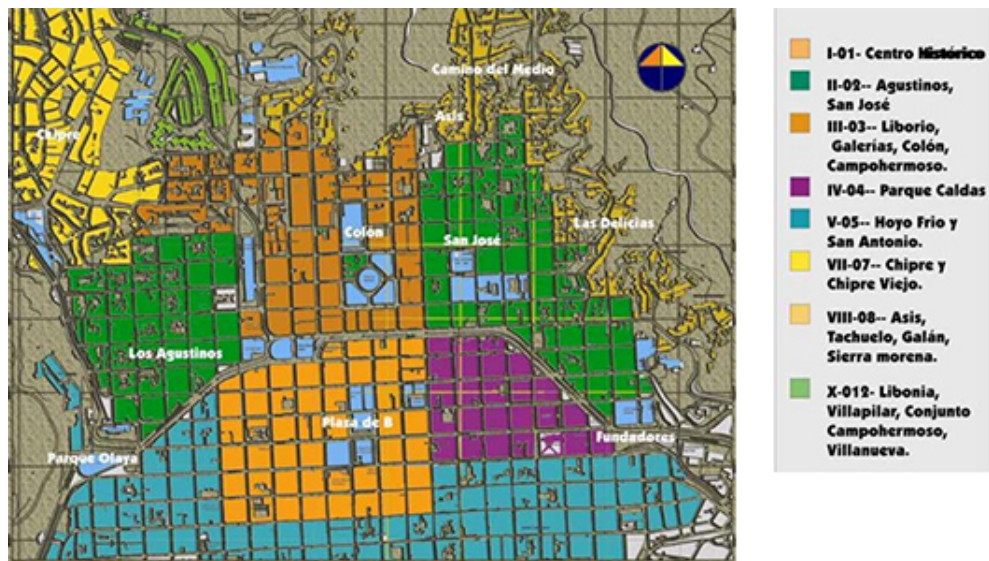 Camino del Medio
Asis
Chipre
Colon
Las Delicias
San José
Los Agustinos
Plaza de B
Fundadores
Parque Olaya
I-01- Centro Histórico
II-02-- Agustinos,
San José
III-03-- Liborio,
Galerías, Colón,
Campohermoso.
IV-04-- Parque Caldas
V-05-- Hoyo Frio y
San Antonio.
VII-07-- Chipre y
Chipre Viejo.
VIII-08-- Asis,
Tachuelo, Galán,
Sierra morena.
X-012- Libonia,
Villapilar, Conjunto
Campohermoso,
Villanueva.